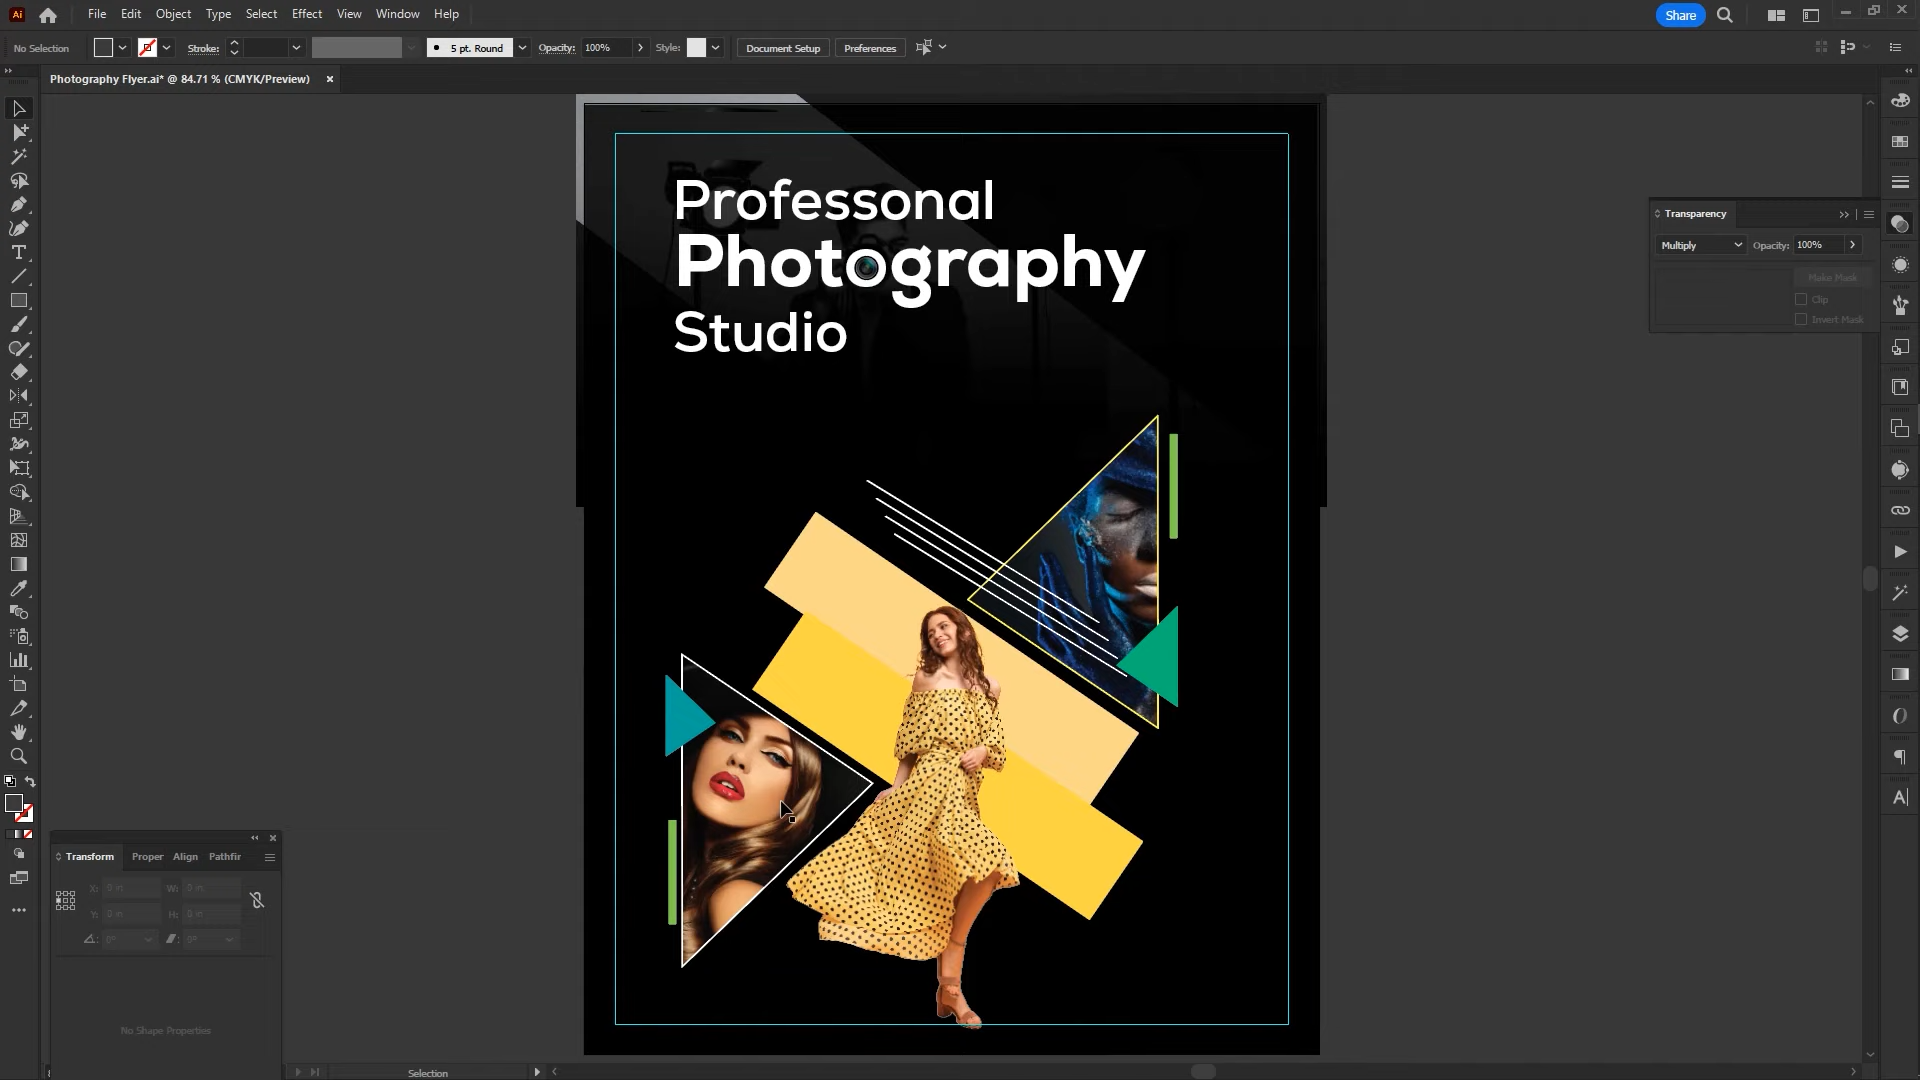 Ai File Edit Object Type Select Effect View Window Help Share
No Selection Stroke: 5 pt. Round Opacity: 100% Style: Document Setup Preferences
Photography Flyer.ai* @ 84.71 % (CMYK/Preview) ×
Professonal
Photography
Studio
Transparency
Multiply Opacity: 100%
Make Mask
Clip
Invert Mask
Transform Proper Align Pathfir
X: 0 in W: 0 in
Y: 0 in H: 0 in
0° 0°
No Shape Properties
Selection